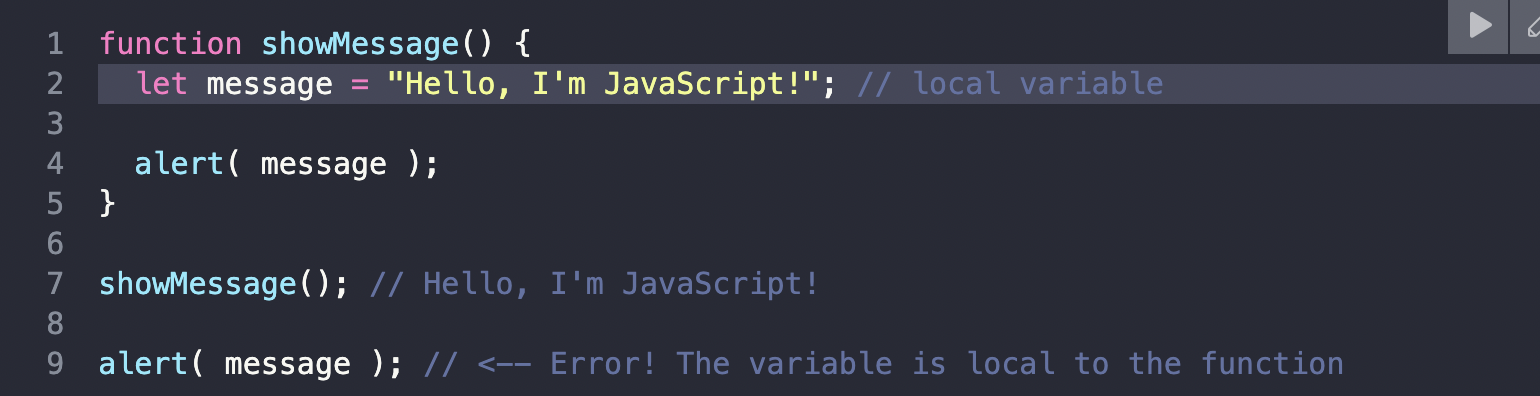 1 function showMessage() {
2   let message = "Hello, I'm JavaScript!"; // local variable
3
4   alert( message );
5 }
6
7 showMessage(); // Hello, I'm JavaScript!
8
9 alert( message ); // <-- Error! The variable is local to the function